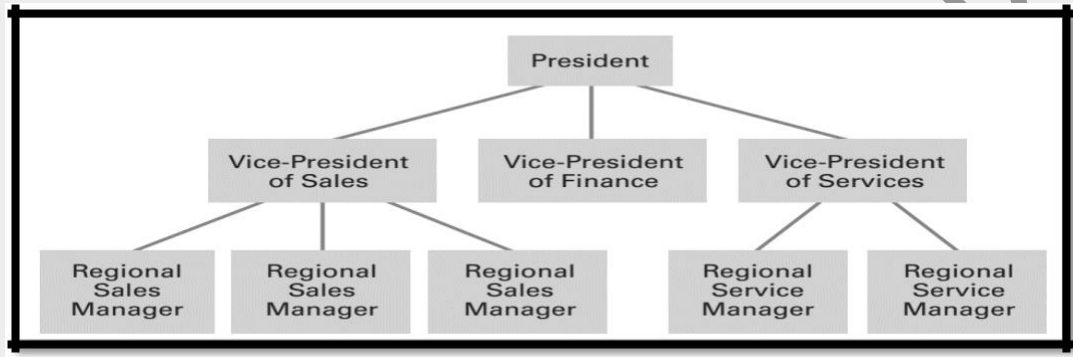 President
Vice-President
of Sales
Vice-President
of Finance
Vice-President
of Services
Regional
Sales
Manager
Regional
Sales
Manager
Regional
Sales
Manager
Regional
Service
Manager
Regional
Service
Manager